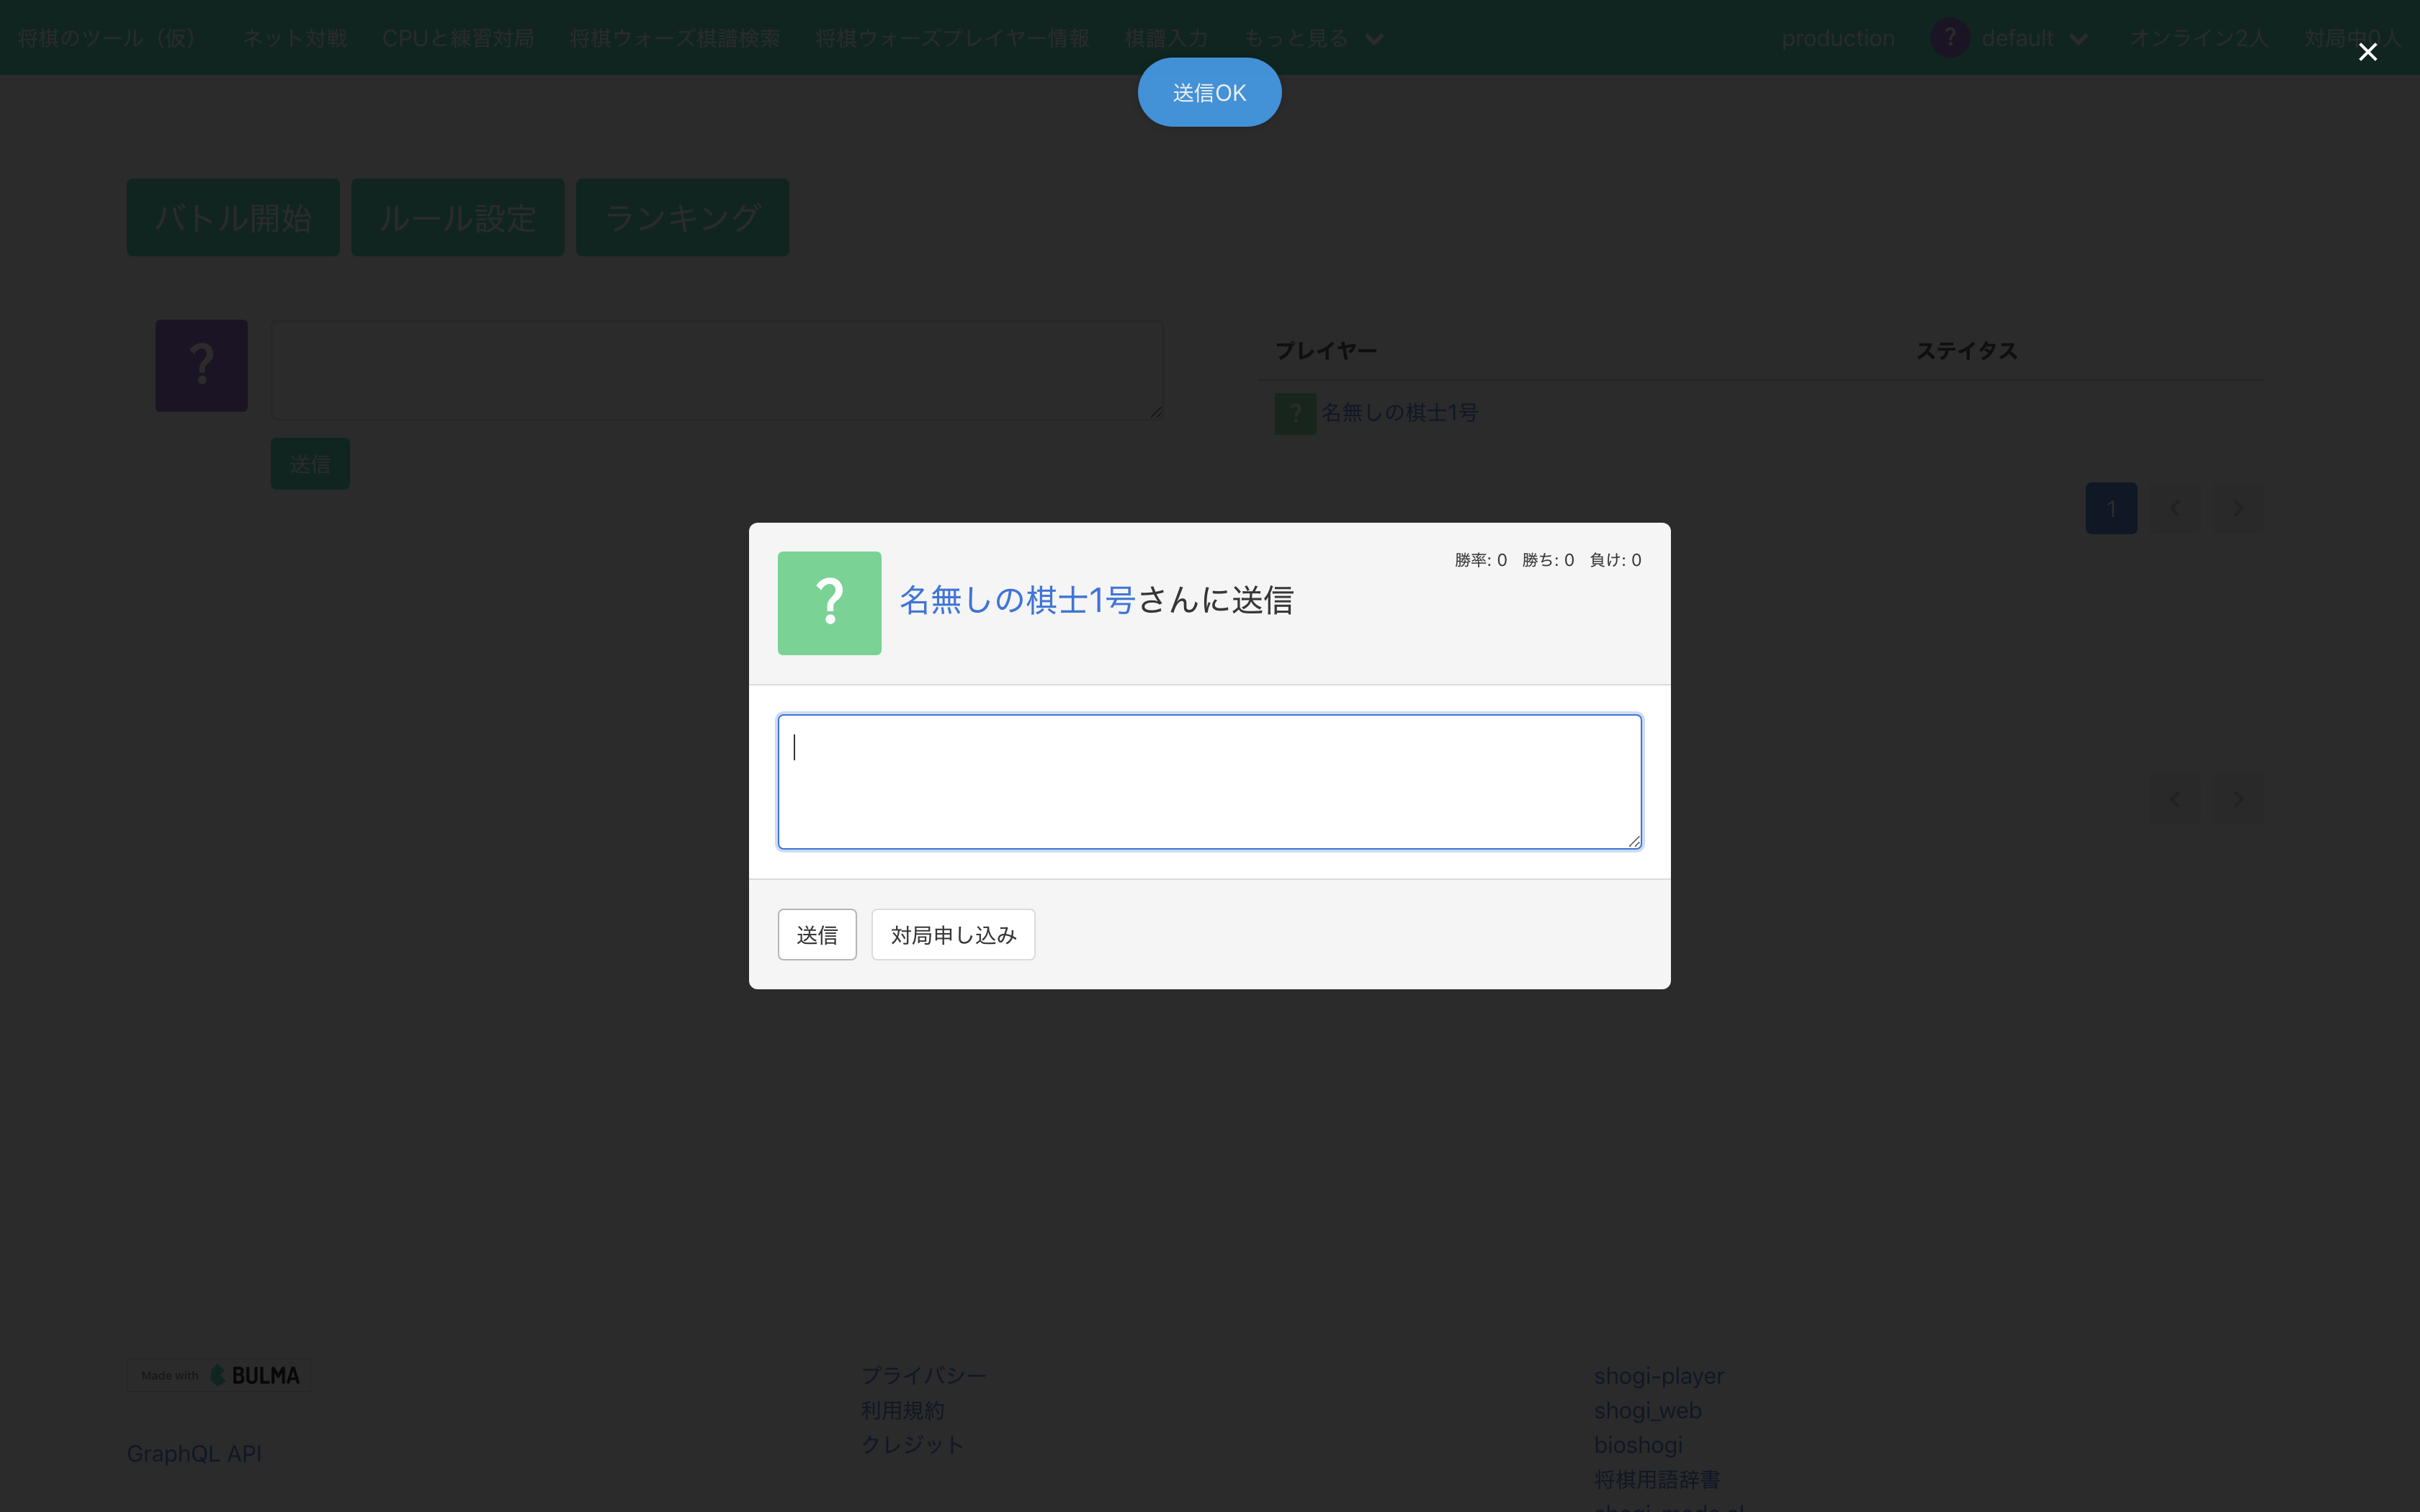 将棋のツール（仮） ネット対戦 CPUと練習対局 将棋ウォーズ棋譜検索 将棋ウォーズプレイヤー情報 棋譜入力 もっと見る production ? default オンライン2人 対局中0人
送信OK
バトル開始 ルール設定 ランキング
?
送信
プレイヤー ステイタス
? 名無しの棋士1号
1
勝率: 0 勝ち: 0 負け: 0
? 名無しの棋士1号さんに送信
送信 対局申し込み
Made with BULMA
GraphQL API
プライバシー
利用規約
クレジット
shogi-player
shogi_web
bioshogi
将棋用語辞書